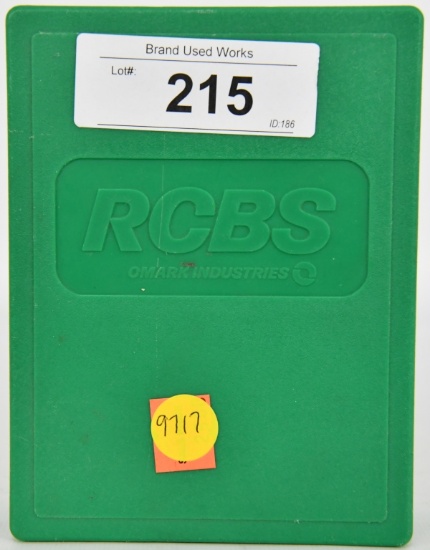 Brand Used Works
Lot#:
215
ID:186
RCBS
OMARK INDUSTRIES
9717